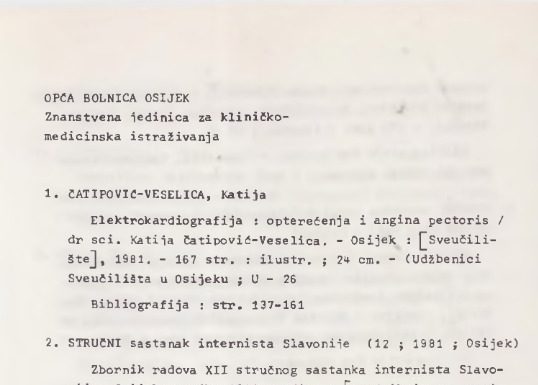 OPĆA BOLNICA OSIJEK
Znanstvena jedinica za kliničko-
medicinska istraživanja
1. ČATIPOVIĆ-VESELICA, Katija
Elektrokardiografija : opterećenja i angina pectoris /
dr sci. Katija Čatipović-Veselica. - Osijek : [Sveučili-
šte], 1981. - 167 str. : ilustr. ; 24 cm. - (Udžbenici
Sveučilišta u Osijeku ; U - 26
Bibliografija : str. 137-161
2. STRUČNI sastanak internista Slavonije (12 ; 1981 ; Osijek)
Zbornik radova XII stručnog sastanka internista Slavo-